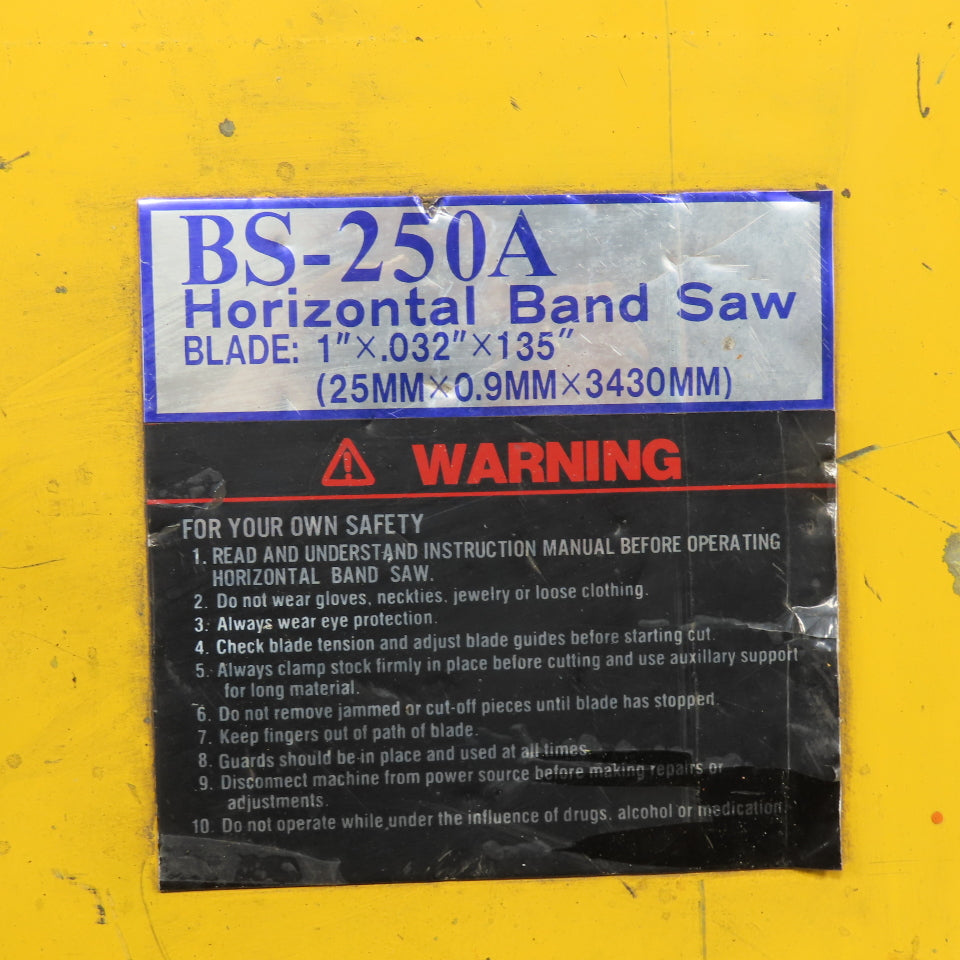 BS-250A
Horizontal Band Saw
BLADE: 1"×.032"×135"
(25MM×0.9MM×3430MM)
WARNING
FOR YOUR OWN SAFETY
1. READ AND UNDERSTAND INSTRUCTION MANUAL BEFORE OPERATING
HORIZONTAL BAND SAW.
2. Do not wear gloves, neckties, jewelry or loose clothing.
3. Always wear eye protection.
4. Check blade tension and adjust blade guides before starting cut.
5. Always clamp stock firmly in place before cutting and use auxillary support
for long material.
6. Do not remove jammed or cut-off pieces until blade has stopped.
7. Keep fingers out of path of blade.
8. Guards should be in place and used at all times.
9. Disconnect machine from power source before making repairs or
adjustments.
10. Do not operate while under the influence of drugs, alcohol or medication.